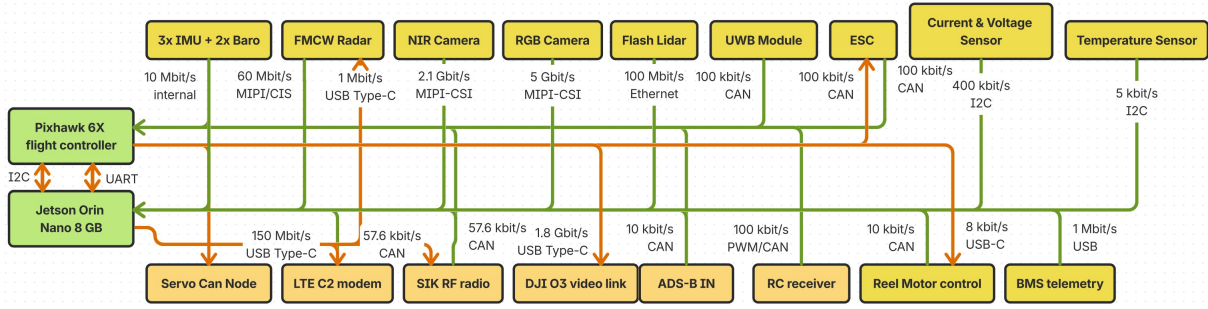 3x IMU + 2x Baro
FMCW Radar
NIR Camera
RGB Camera
Flash Lidar
UWB Module
ESC
Current & Voltage
Sensor
Temperature Sensor
10 Mbit/s
internal
60 Mbit/s
MIPI/CIS
1 Mbit/s
USB Type-C
2.1 Gbit/s
MIPI-CSI
5 Gbit/s
MIPI-CSI
100 Mbit/s
Ethernet
100 kbit/s
CAN
100 kbit/s
CAN
100 kbit/s
CAN
400 kbit/s
I2C
5 kbit/s
I2C
Pixhawk 6X
flight controller
I2C
UART
Jetson Orin
Nano 8 GB
150 Mbit/s
USB Type-C
57.6 kbit/s
CAN
57.6 kbit/s
CAN
1.8 Gbit/s
USB Type-C
10 kbit/s
CAN
100 kbit/s
PWM/CAN
10 kbit/s
CAN
8 kbit/s
USB-C
1 Mbit/s
USB
Servo Can Node
LTE C2 modem
SIK RF radio
DJI O3 video link
ADS-B IN
RC receiver
Reel Motor control
BMS telemetry